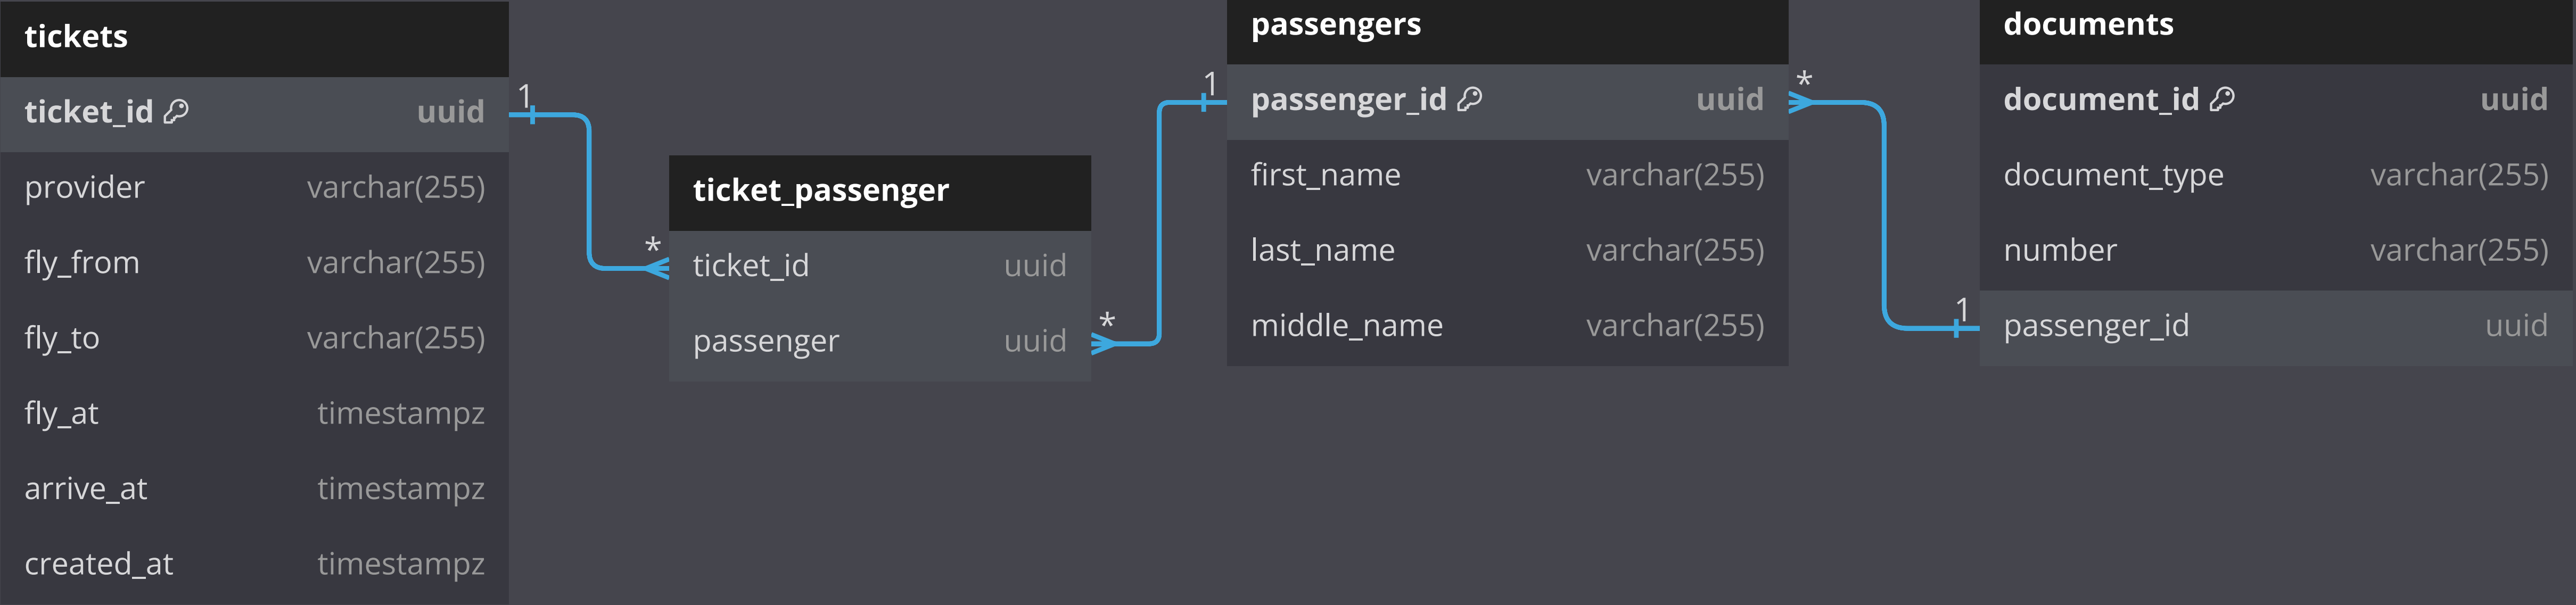 tickets
ticket_id uuid
provider varchar(255)
fly_from varchar(255)
fly_to varchar(255)
fly_at timestampz
arrive_at timestampz
created_at timestampz
1
*
ticket_passenger
ticket_id uuid
passenger uuid
*
1
passengers
passenger_id uuid
first_name varchar(255)
last_name varchar(255)
middle_name varchar(255)
*
1
documents
document_id uuid
document_type varchar(255)
number varchar(255)
passenger_id uuid